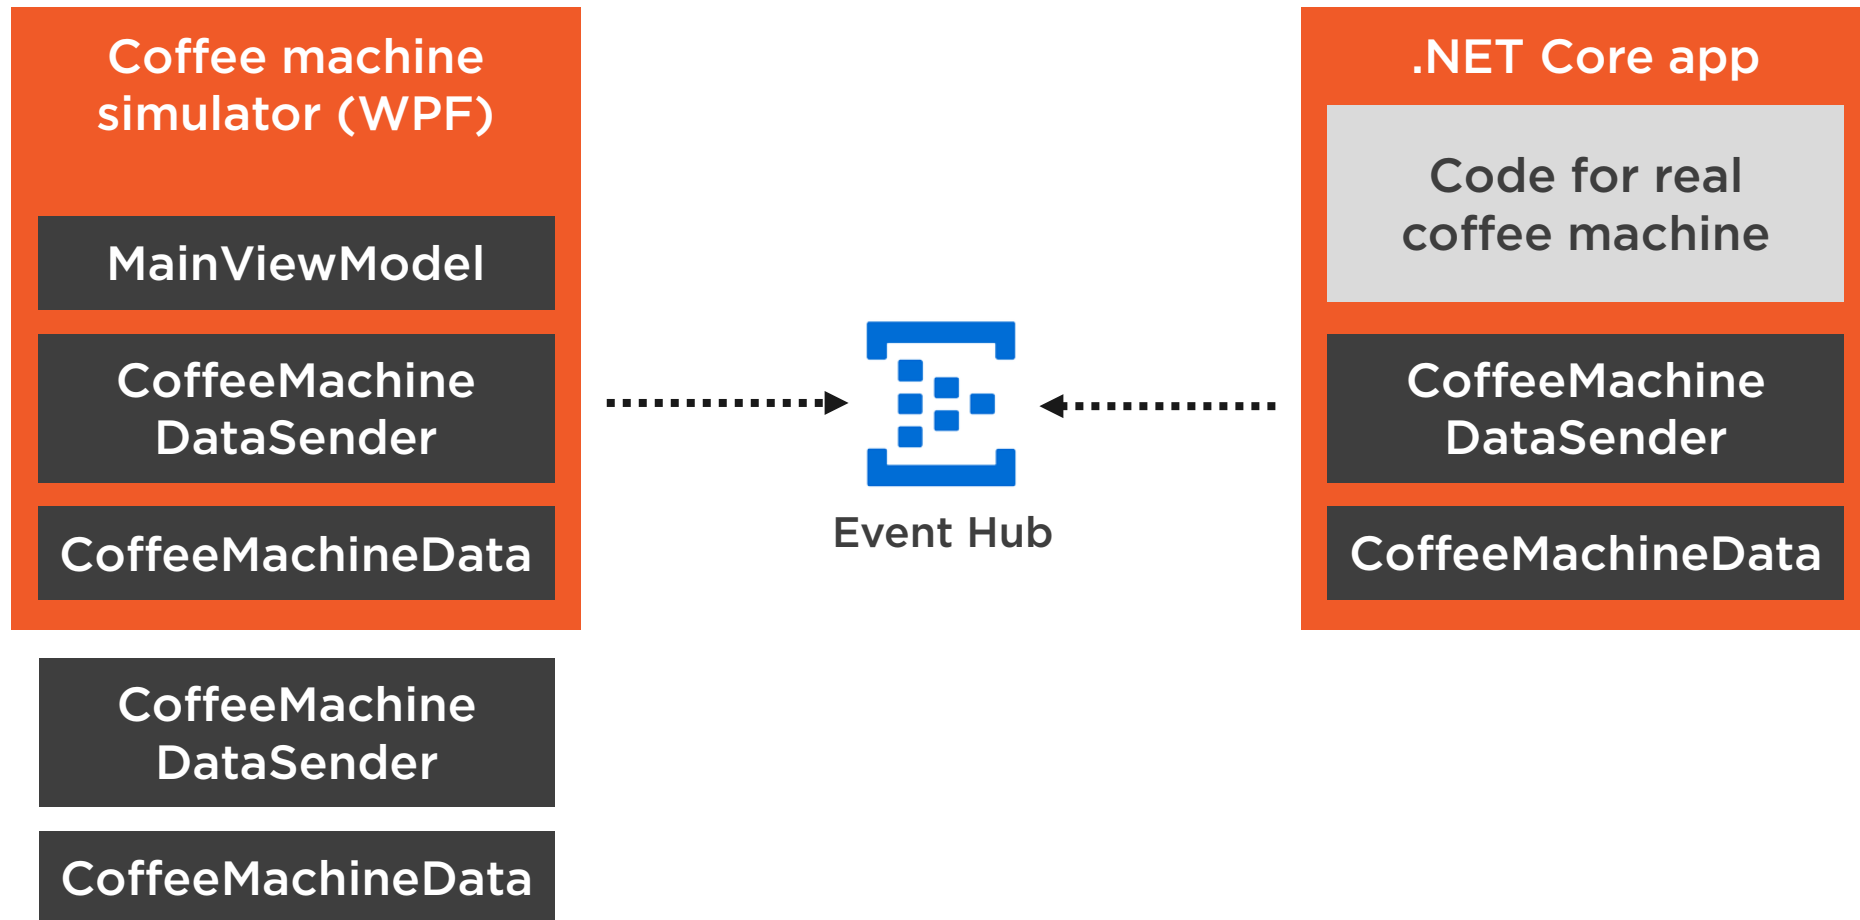 Coffee machine
simulator (WPF)
MainViewModel
CoffeeMachine
DataSender
CoffeeMachineData
CoffeeMachine
DataSender
CoffeeMachineData
Event Hub
.NET Core app
Code for real
coffee machine
CoffeeMachine
DataSender
CoffeeMachineData